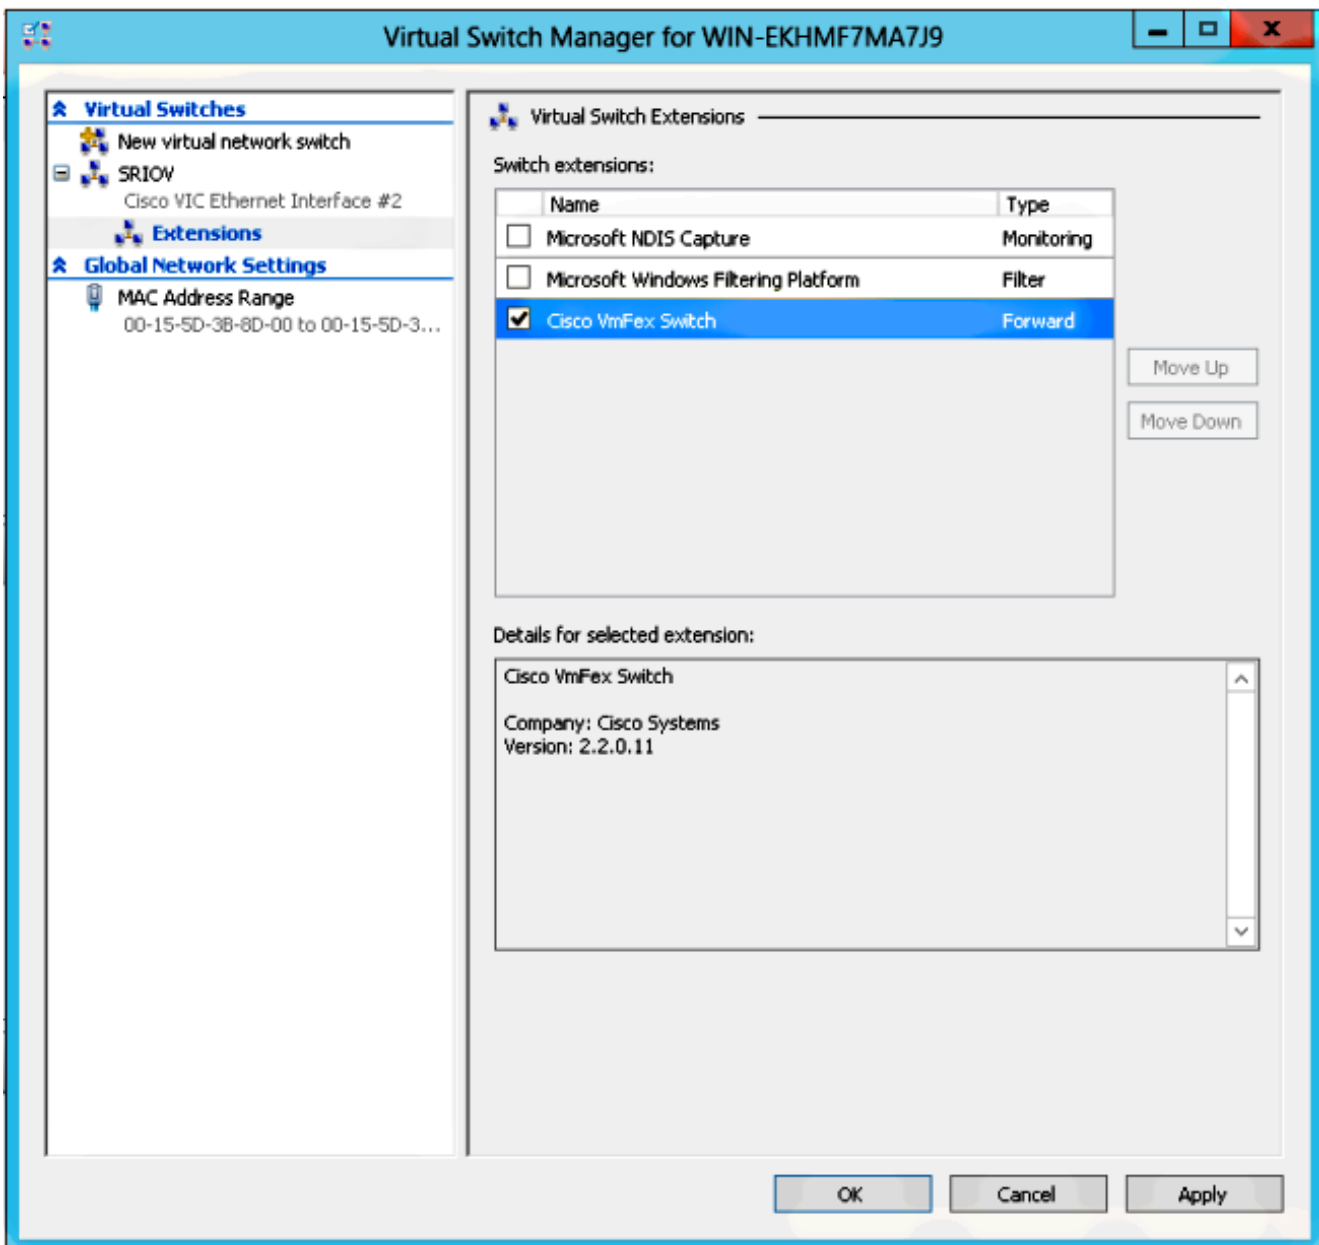 Virtual Switch Manager for WIN-EKHMF7MA7J9
Virtual Switches
New virtual network switch
SRIOV
Cisco VIC Ethernet Interface #2
Extensions
Global Network Settings
MAC Address Range
00-15-5D-3B-8D-00 to 00-15-5D-3...
Virtual Switch Extensions
Switch extensions:
Name Type
Microsoft NDIS Capture Monitoring
Microsoft Windows Filtering Platform Filter
Cisco VmFex Switch Forward
Move Up
Move Down
Details for selected extension:
Cisco VmFex Switch
Company: Cisco Systems
Version: 2.2.0.11
OK Cancel Apply